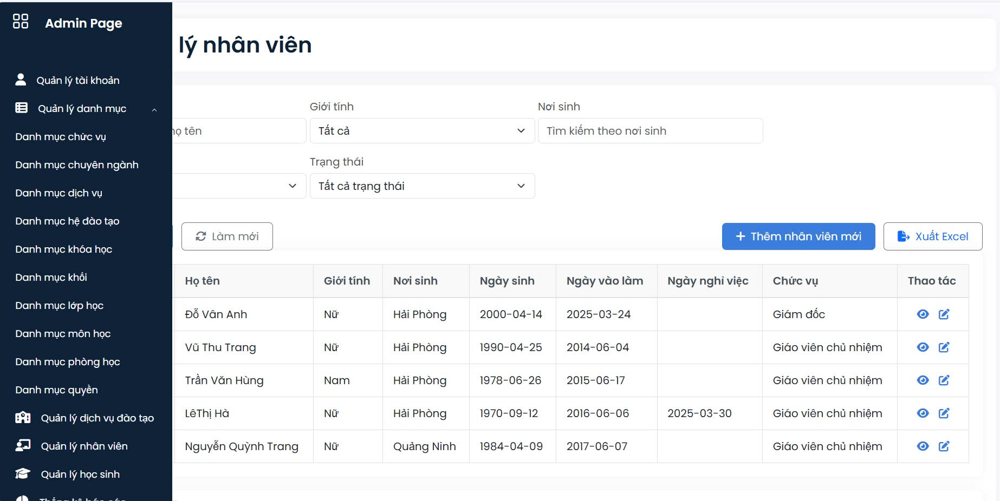 Admin Page
Quản lý tài khoản
Quản lý danh mục
Danh mục chức vụ
Danh mục chuyên ngành
Danh mục dịch vụ
Danh mục hệ đào tạo
Danh mục khóa học
Danh mục khối
Danh mục lớp học
Danh mục môn học
Danh mục phòng học
Danh mục quyền
Quản lý dịch vụ đào tạo
Quản lý nhân viên
Quản lý học sinh
Thống kê báo cáo
lý nhân viên
Giới tính Nơi sinh
họ tên Tất cả Tìm kiếm theo nơi sinh
Trạng thái
Tất cả trạng thái
Làm mới Thêm nhân viên mới Xuất Excel
Họ tên Giới tính Nơi sinh Ngày sinh Ngày vào làm Ngày nghỉ việc Chức vụ Thao tác
Đỗ Vân Anh Nữ Hải Phòng 2000-04-14 2025-03-24 Giám đốc
Vũ Thu Trang Nữ Hải Phòng 1990-04-25 2014-06-04 Giáo viên chủ nhiệm
Trần Văn Hùng Nam Hải Phòng 1978-06-26 2015-06-17 Giáo viên chủ nhiệm
LêThị Hà Nữ Hải Phòng 1970-09-12 2016-06-06 2025-03-30 Giáo viên chủ nhiệm
Nguyễn Quỳnh Trang Nữ Quảng Ninh 1984-04-09 2017-06-07 Giáo viên chủ nhiệm